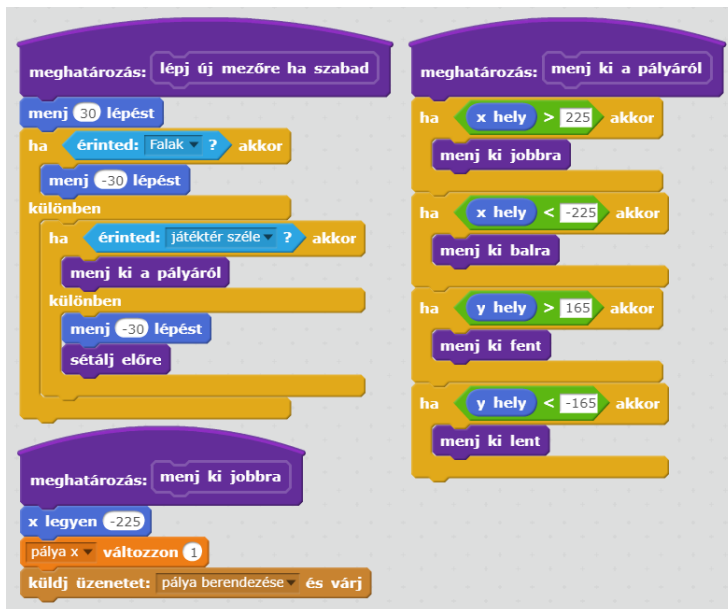 meghatározás: lépj új mezőre ha szabad
menj 30 lépést
ha érinted: Falak ? akkor
menj -30 lépést
különben
ha érinted: játéktér széle ? akkor
menj ki a pályáról
különben
menj -30 lépést
sétálj előre
meghatározás: menj ki jobbra
x legyen -225
pálya x változzon 1
küldj üzenetet: pálya berendezése és várj
meghatározás: menj ki a pályáról
ha x hely > 225 akkor
menj ki jobbra
ha x hely < -225 akkor
menj ki balra
ha y hely > 165 akkor
menj ki fent
ha y hely < -165 akkor
menj ki lent